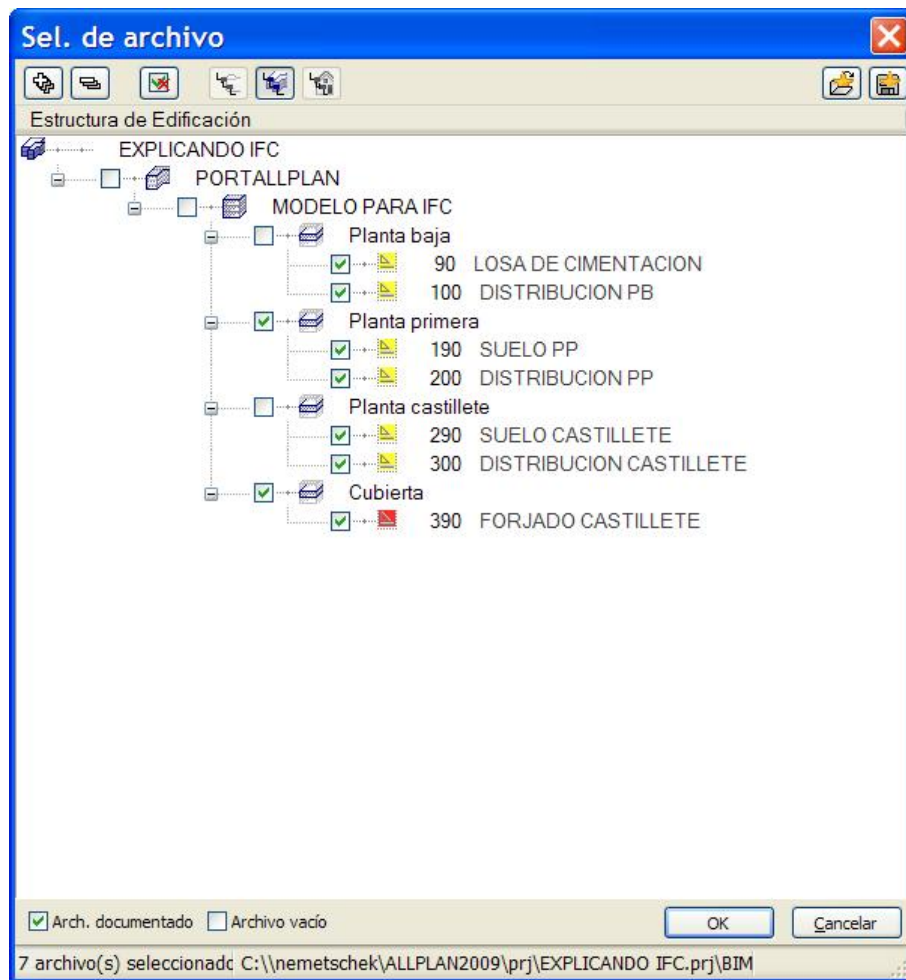 Sel. de archivo
Estructura de Edificación
EXPLICANDO IFC
PORTALLPLAN
MODELO PARA IFC
Planta baja
90 LOSA DE CIMENTACION
100 DISTRIBUCION PB
Planta primera
190 SUELO PP
200 DISTRIBUCION PP
Planta castillete
290 SUELO CASTILLETE
300 DISTRIBUCION CASTILLETE
Cubierta
390 FORJADO CASTILLETE
Arch. documentado Archivo vacío OK Cancelar
7 archivo(s) seleccionado C:\\nemetschek\ALLPLAN2009\prj\EXPLICANDO IFC.prj\BIM